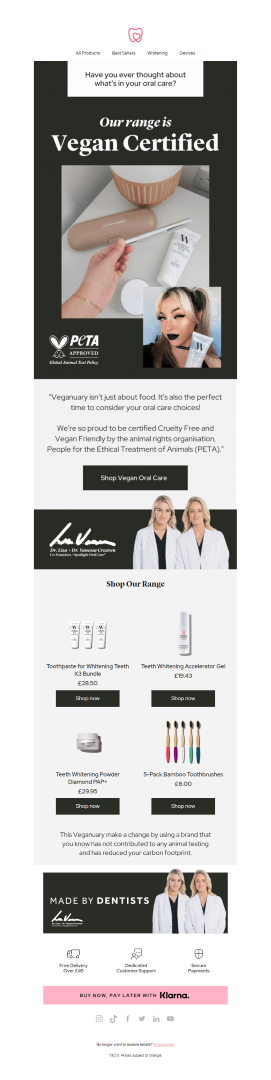 All Products Best Sellers Whitening Devices
Have you ever thought about
what's in your oral care?
Our range is
Vegan Certified
W
W
PeTA
APPROVED
Global Animal Test Policy
"Veganuary isn't just about food. It's also the perfect
time to consider your oral care choices!
We're so proud to be certified Cruelty Free and
Vegan Friendly by the animal rights organisation,
People for the Ethical Treatment of Animals (PETA)."
Shop Vegan Oral Care
Dr. Lisa + Dr. Vanessa Creaven
Co-Founders, Spotlight Oral Care
Shop Our Range
Toothpaste for Whitening Teeth
X3 Bundle
£28.50
Shop now
Teeth Whitening Accelerator Gel
£19.43
Shop now
Teeth Whitening Powder
Diamond PAP+
£29.95
Shop now
5-Pack Bamboo Toothbrushes
£6.00
Shop now
This Veganuary make a change by using a brand that
you know has not contributed to any animal testing
and has reduced your carbon footprint.
MADE BY DENTISTS
Free Delivery
Over £45
Dedicated
Customer Support
Secure
Payments
BUY NOW, PAY LATER WITH Klarna.
No longer want to receive emails? Unsubscribe
T&C's: Prices subject to change